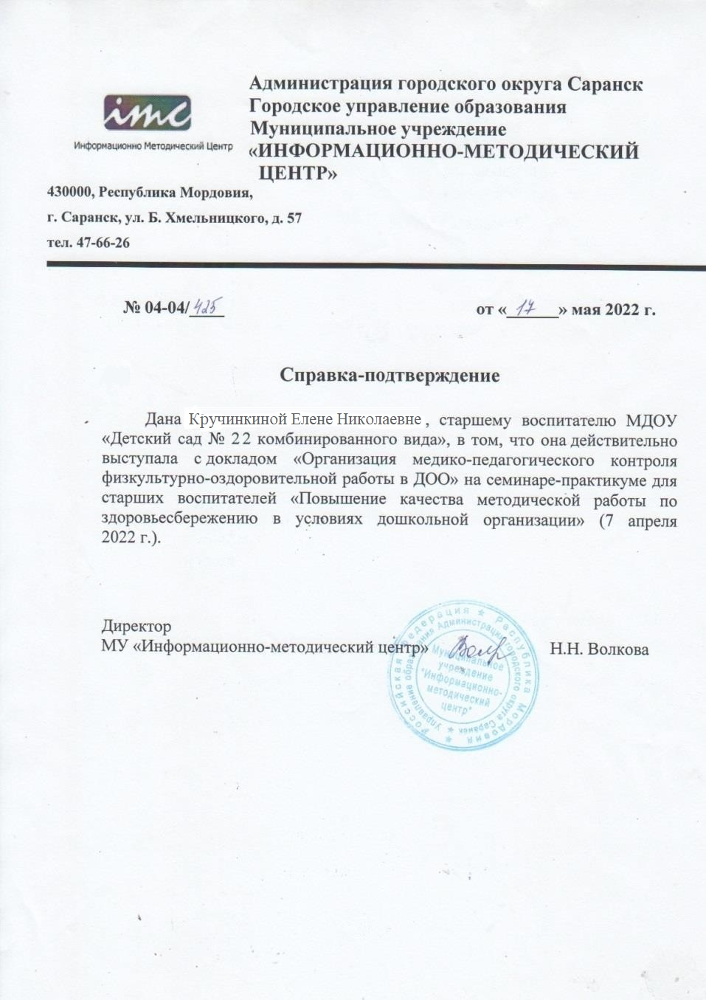 Администрация городского округа Саранск
Городское управление образования
Муниципальное учреждение
«ИНФОРМАЦИОННО-МЕТОДИЧЕСКИЙ
ЦЕНТР»
imc
Информационно Методический Центр
430000, Республика Мордовия,
г. Саранск, ул. Б. Хмельницкого, д. 57
тел. 47-66-26
№ 04-04/425
от «17» мая 2022 г.
Справка-подтверждение
Дана Кручинкиной Елене Николаевне , старшему воспитателю МДОУ
«Детский сад № 22 комбинированного вида», в том, что она действительно
выступала с докладом «Организация медико-педагогического контроля
физкультурно-оздоровительной работы в ДОО» на семинаре-практикуме для
старших воспитателей «Повышение качества методической работы по
здоровьесбережению в условиях дошкольной организации» (7 апреля
2022 г.).
Директор
МУ «Информационно-методический центр»
Н.Н. Волкова
Российская Федерация ★ Республика Мордовия ★
Управление образования Администрации городского округа Саранск ★
Муниципальное
учреждение
"Информационно-
методический
центр"